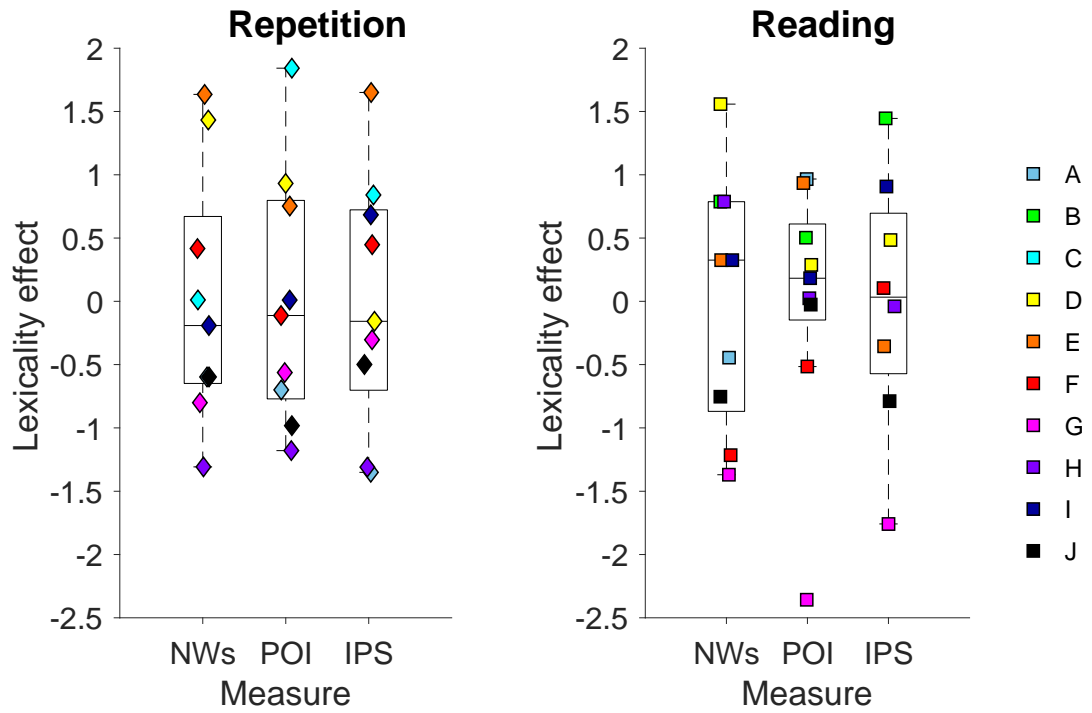 Repetition
2
1.5
1
0.5
0
-0.5
-1
-1.5
-2
-2.5
Lexicality effect
NWs POI IPS
Measure
Reading
2
1.5
1
0.5
0
-0.5
-1
-1.5
-2
-2.5
Lexicality effect
NWs POI IPS
Measure
A
B
C
D
E
F
G
H
I
J